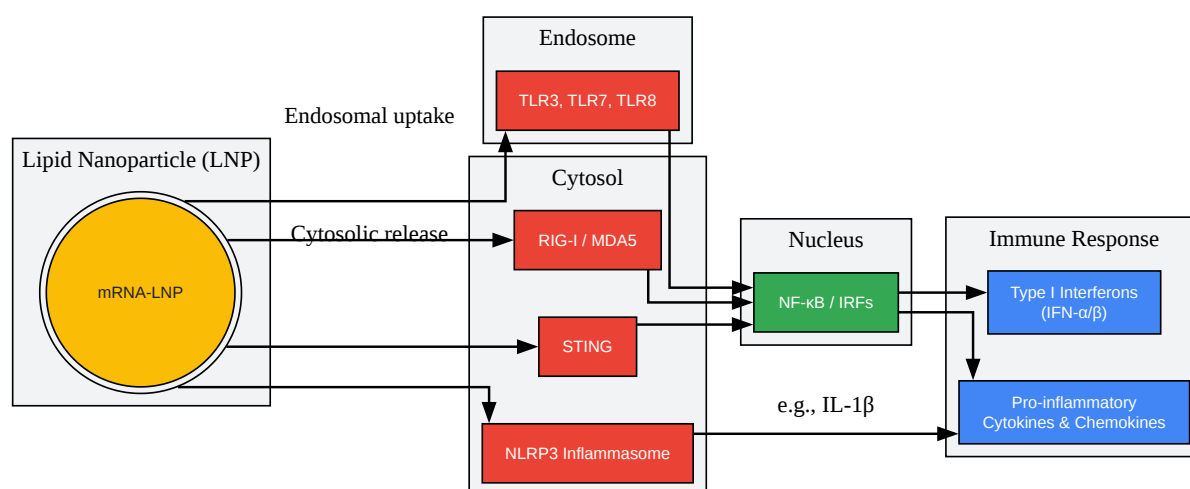 Endosome
TLR3, TLR7, TLR8
Endosomal uptake
Lipid Nanoparticle (LNP)
mRNA-LNP
Cytosolic release
Cytosol
RIG-I / MDA5
STING
NLRP3 Inflammasome
Nucleus
NF-κB / IRFs
e.g., IL-1β
Immune Response
Type I Interferons
(IFN-α/β)
Pro-inflammatory
Cytokines & Chemokines